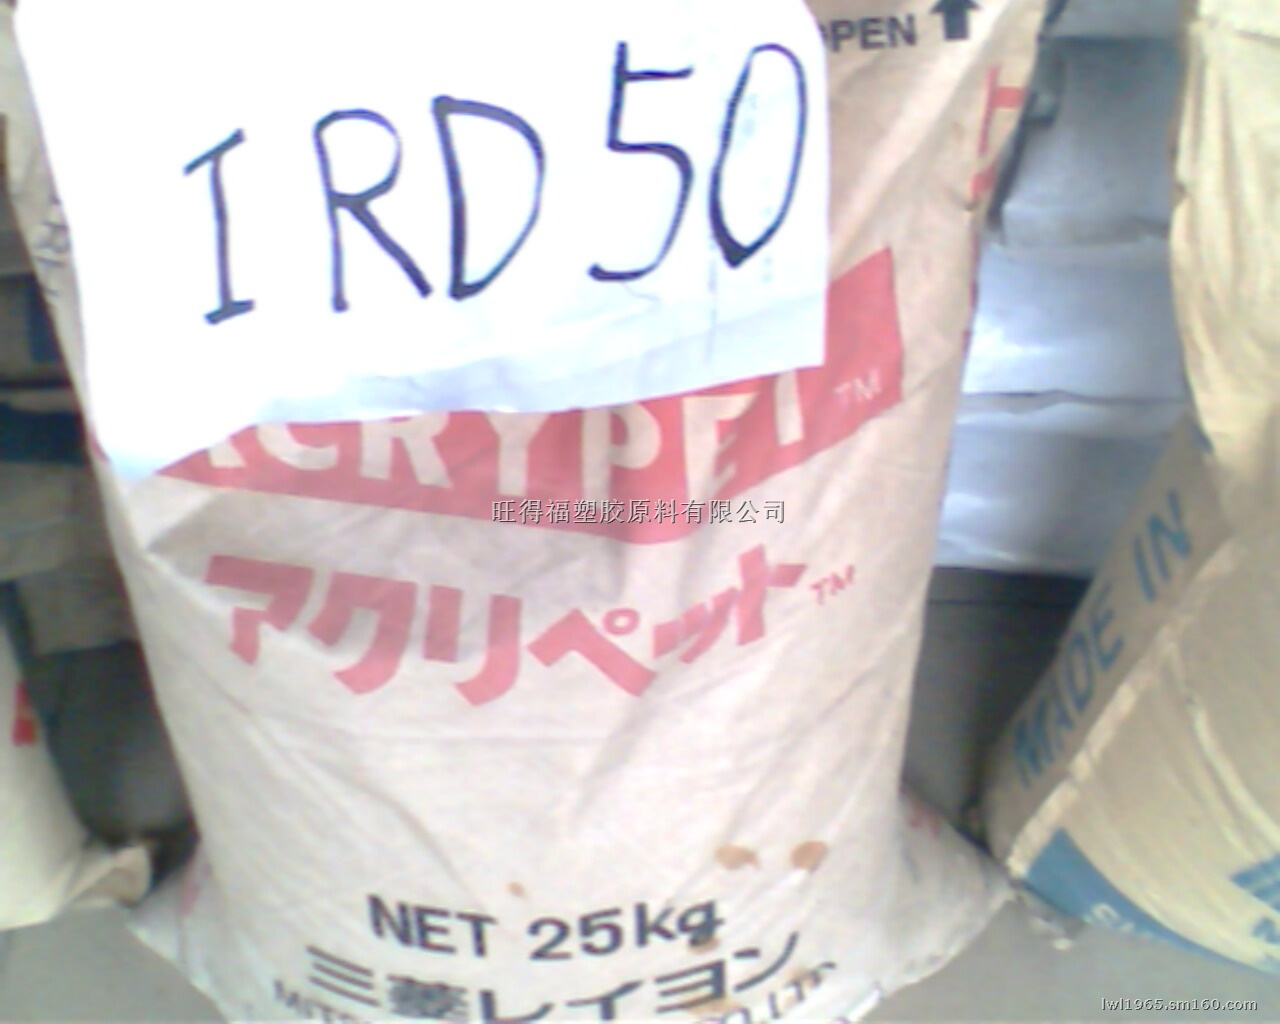 OPEN
IRD50
ACRYPET TM
旺得福塑胶原料有限公司
アクリペット TM
MADE IN
NET 25kg
三菱レイヨン
lwl1965.sm160.com